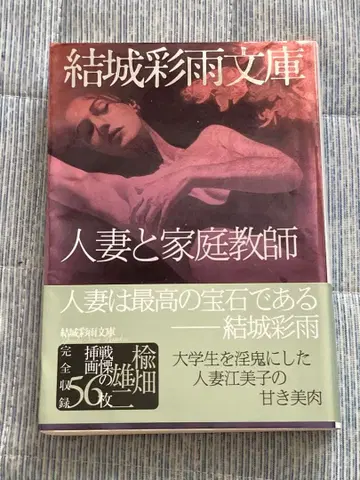 結城彩雨文庫
人妻と家庭教師
人妻は最高の宝石である
――結城彩雨
結城彩雨文庫
楡畑雄二
戦慄の
挿画56枚
完全収録
大学生を淫鬼にした
人妻江美子の
甘き美肉